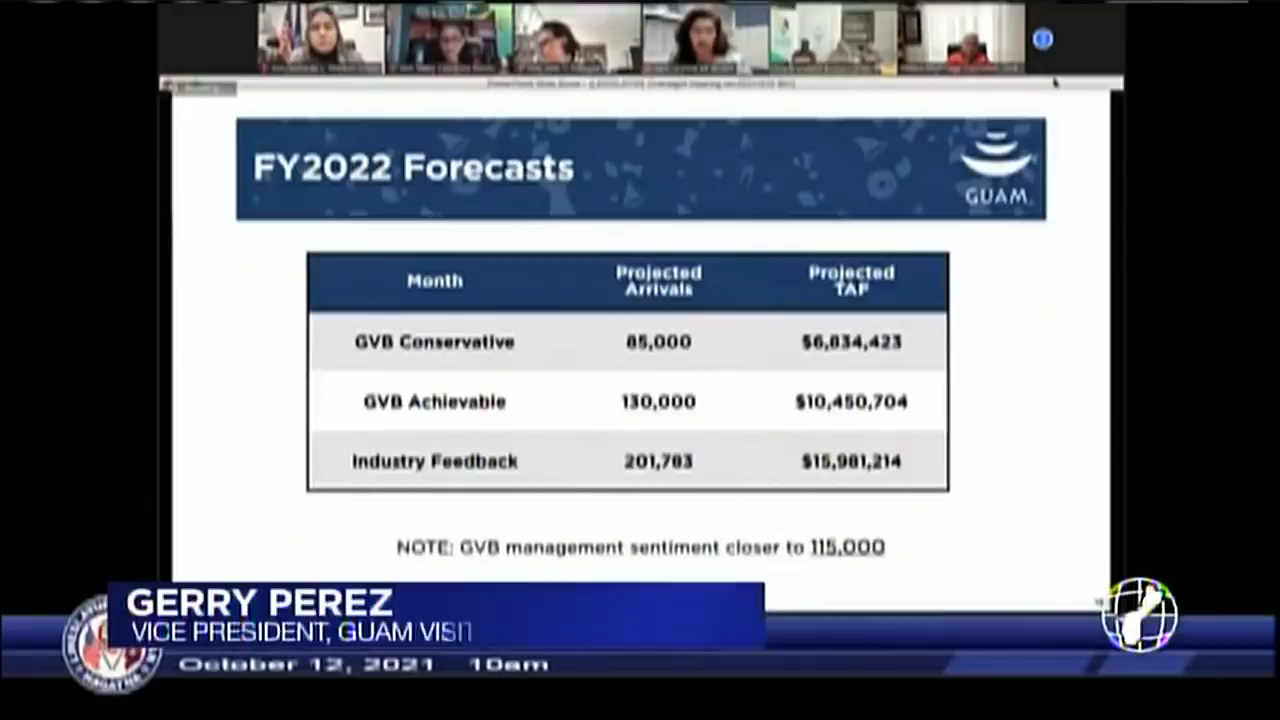 FY2022 Forecasts
GUAM
Month Projected Arrivals Projected TAF
GVB Conservative 85,000 $6,834,423
GVB Achievable 130,000 $10,450,704
Industry Feedback 201,783 $15,981,214
NOTE: GVB management sentiment closer to 115,000
GERRY PEREZ
VICE PRESIDENT, GUAM VISIT
October 12, 2021 10am